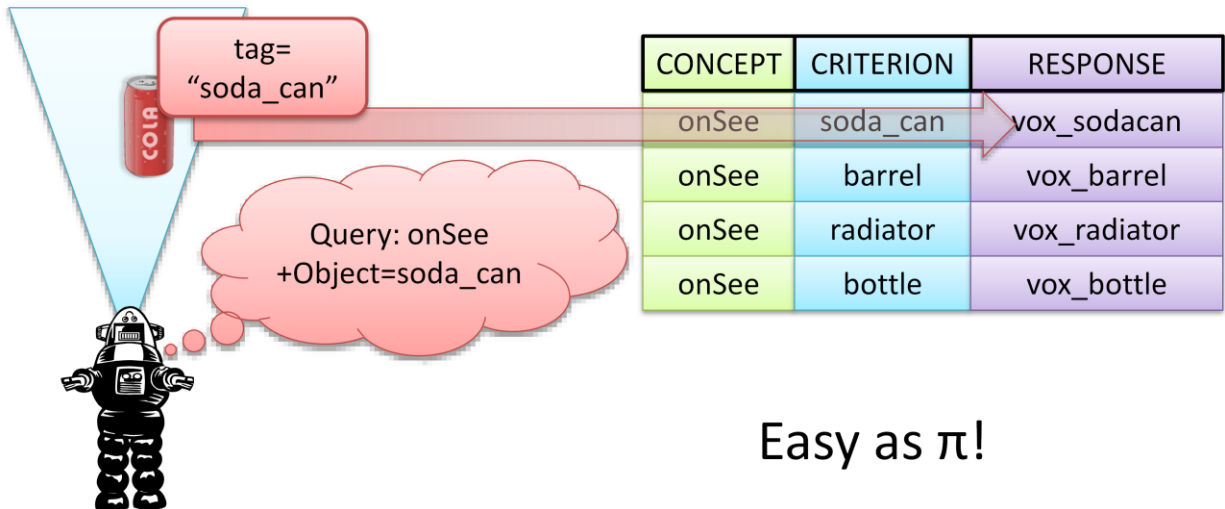 tag=
“soda_can”
COLA
Query: onSee
+Object=soda_can
CONCEPT CRITERION RESPONSE
onSee soda_can vox_sodacan
onSee barrel vox_barrel
onSee radiator vox_radiator
onSee bottle vox_bottle
Easy as π!